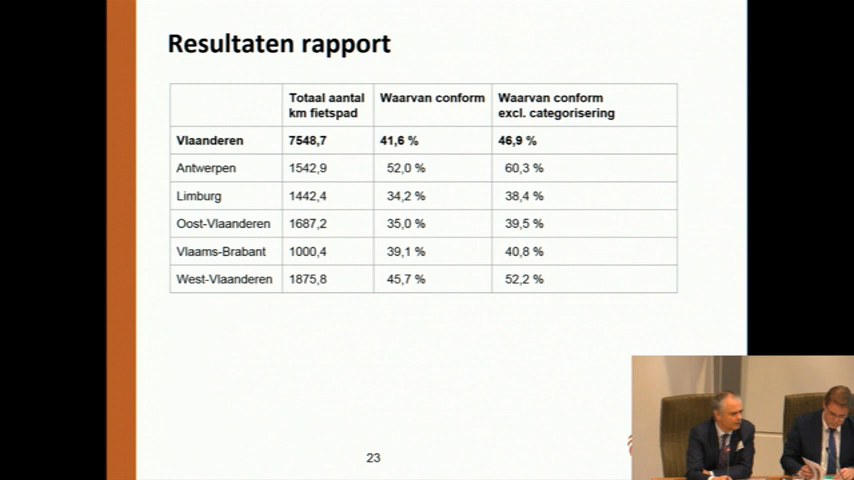 Resultaten rapport
Totaal aantal km fietspad Waarvan conform Waarvan conform excl. categorisering
Vlaanderen 7548,7 41,6 % 46,9 %
Antwerpen 1542,9 52,0 % 60,3 %
Limburg 1442,4 34,2 % 38,4 %
Oost-Vlaanderen 1687,2 35,0 % 39,5 %
Vlaams-Brabant 1000,4 39,1 % 40,8 %
West-Vlaanderen 1875,8 45,7 % 52,2 %
23